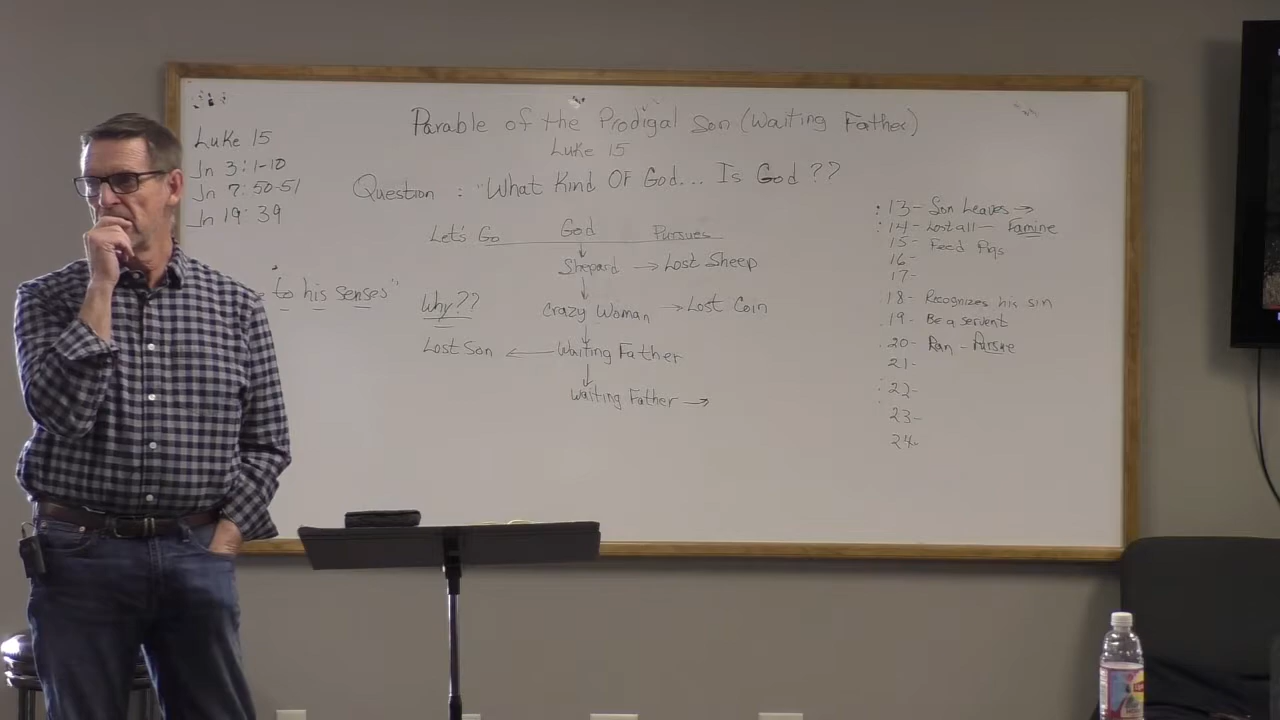 Parable of the Prodigal Son (Waiting Father)
Luke 15
Question : "What Kind Of God... Is God ??
Luke 15
Jn 3:1-10
Jn 7:50-51
Jn 19:39
to his senses"
Let's Go God Pursues
Shepard → Lost Sheep
Why?? Crazy Woman → Lost Coin
Lost Son ← Waiting Father
Waiting Father →
:13- Son Leaves →
:14- Lost all - Famine
15- Feed Pigs
16-
17-
18- Recognizes his sin
19- Be a servent
20- Ran - Pursue
21-
:22-
23-
24-